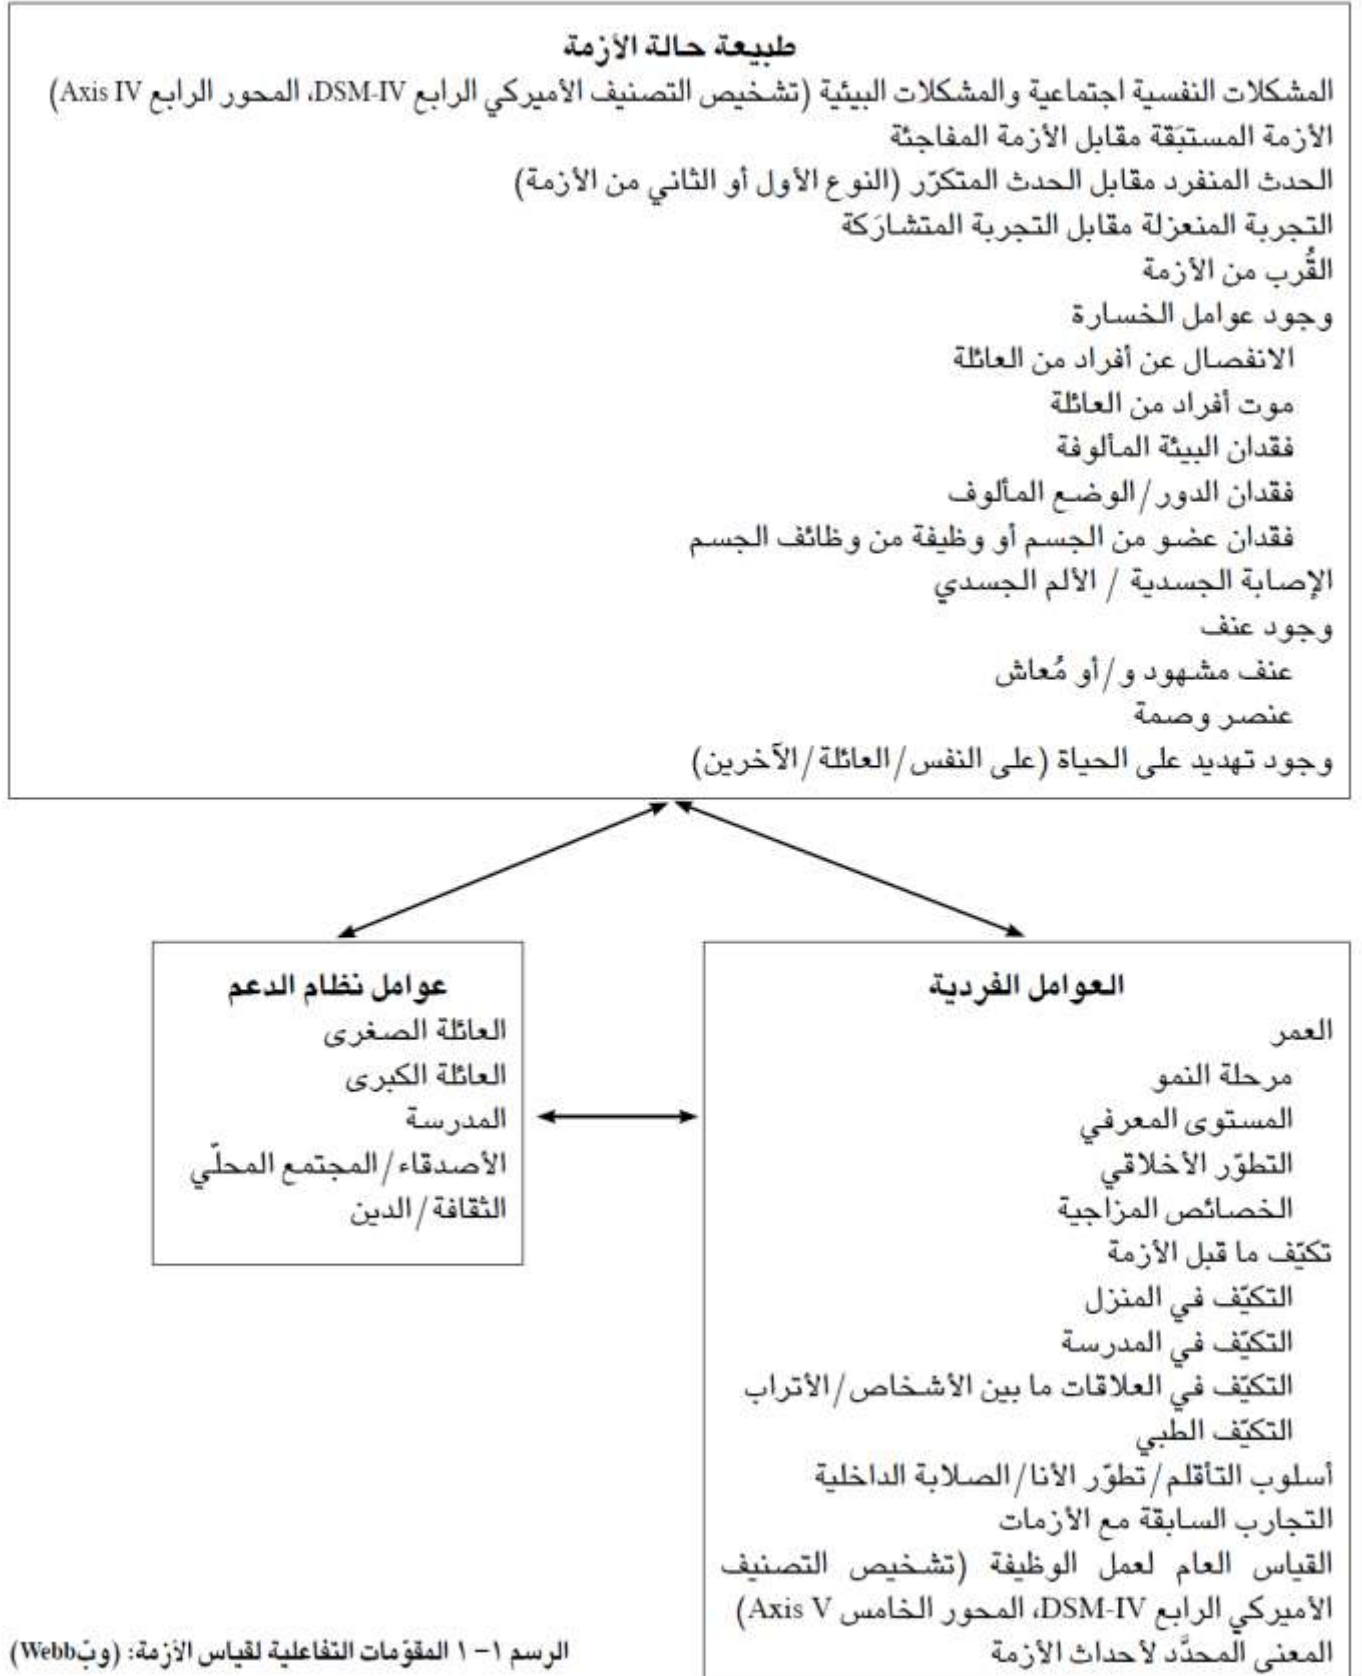 طبيعة حالة الأزمة
المشكلات النفسية اجتماعية والمشكلات البيئية (تشخيص التصنيف الأميركي الرابع DSM-IV، المحور الرابع Axis IV)
الأزمة المستبَقة مقابل الأزمة المفاجئة
الحدث المنفرد مقابل الحدث المتكرّر (النوع الأول أو الثاني من الأزمة)
التجربة المنعزلة مقابل التجربة المتشارَكة
القُرب من الأزمة
وجود عوامل الخسارة
الانفصال عن أفراد من العائلة
موت أفراد من العائلة
فقدان البيئة المألوفة
فقدان الدور/الوضع المألوف
فقدان عضو من الجسم أو وظيفة من وظائف الجسم
الإصابة الجسدية / الألم الجسدي
وجود عنف
عنف مشهود و/أو مُعاش
عنصر وصمة
وجود تهديد على الحياة (على النفس/العائلة/الآخرين)
العوامل الفردية
العمر
مرحلة النمو
المستوى المعرفي
التطوّر الأخلاقي
الخصائص المزاجية
تكيّف ما قبل الأزمة
التكيّف في المنزل
التكيّف في المدرسة
التكيّف في العلاقات ما بين الأشخاص/الأتراب
التكيّف الطبي
أسلوب التأقلم/تطوّر الأنا/الصلابة الداخلية
التجارب السابقة مع الأزمات
القياس العام لعمل الوظيفة (تشخيص التصنيف
الأميركي الرابع DSM-IV، المحور الخامس Axis V)
المعنى المحدَّد لأحداث الأزمة
عوامل نظام الدعم
العائلة الصغرى
العائلة الكبرى
المدرسة
الأصدقاء/المجتمع المحلّي
الثقافة/الدين
الرسم ١– ١ المقوّمات التفاعلية لقياس الأزمة: (وبّWebb)